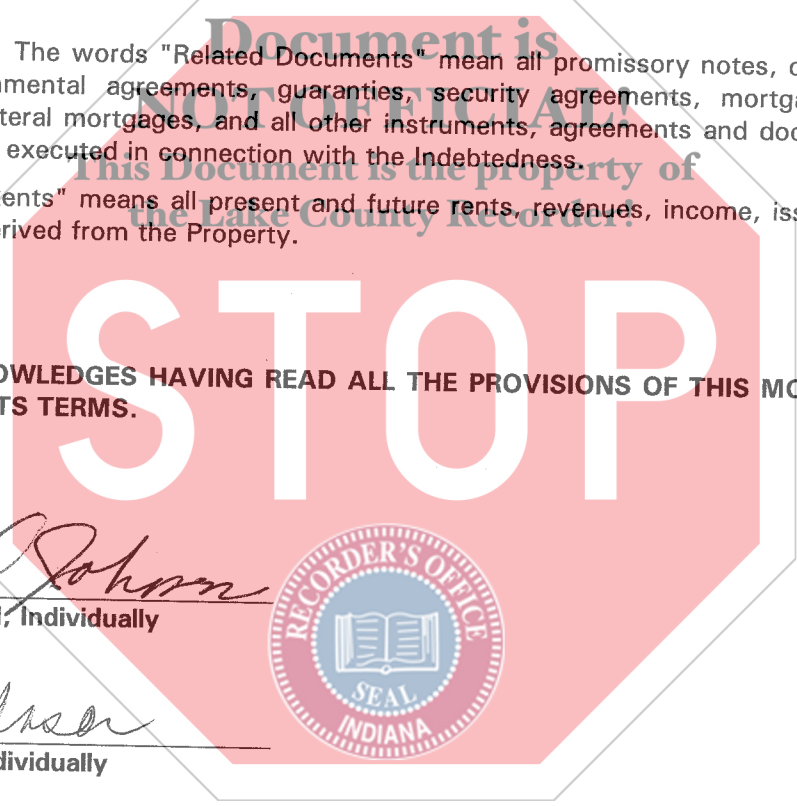 Document is
The words "Related Documents" mean all promissory notes, c
nmental agreements, guaranties, security agreements, mortga
NOT OFFICIAL!
teral mortgages, and all other instruments, agreements and doc
executed in connection with the Indebtedness.
This Document is the property of
ents" means all present and future rents, revenues, income, iss
the Lake County Recorder!
erived from the Property.
STOP
OWLEDGES HAVING READ ALL THE PROVISIONS OF THIS MO
TS TERMS.
Johnson
, Individually
RECORDER'S OFFICE
SEAL
INDIANA
nson
dividually